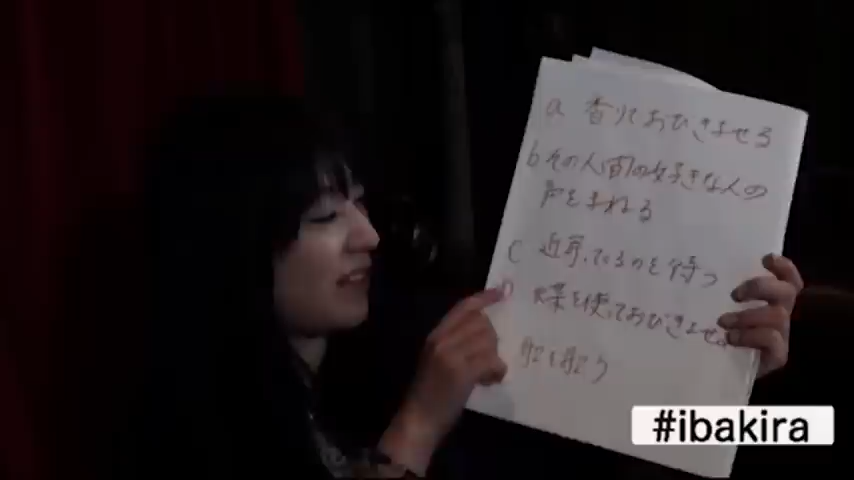 a 香りでおびきよせる
bその人間の好きな人の
声をまねる
C 近寄ってくるのを待つ
を使っておびきよせる
#ibakira